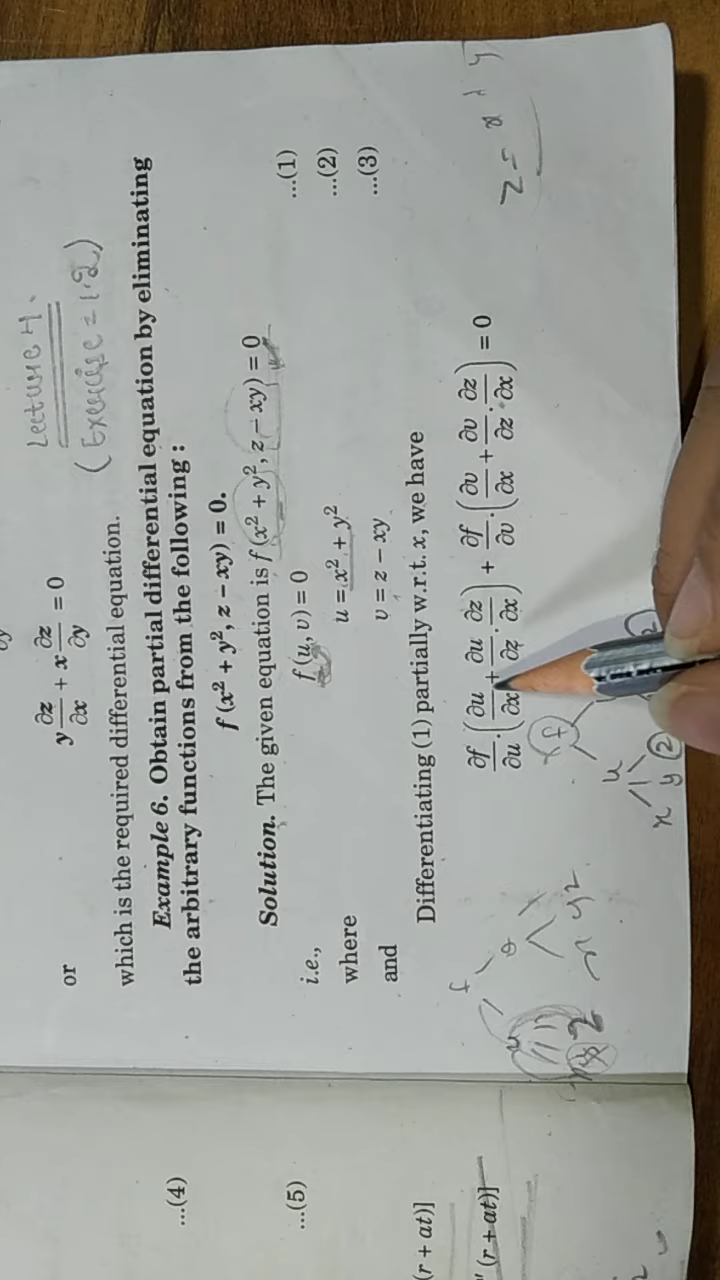 Lecture 4.
(Exercise = 1.2)
or y ∂z/∂x + x ∂z/∂y = 0
which is the required differential equation.
Example 6. Obtain partial differential equation by eliminating
the arbitrary functions from the following :
f (x² + y², z – xy) = 0.
Solution. The given equation is f (x² + y², z – xy) = 0
i.e., f (u, v) = 0 ...(1)
where u = x² + y² ...(2)
and v = z – xy ...(3)
Differentiating (1) partially w.r.t. x, we have
∂f/∂u . (∂u/∂x + ∂u/∂z . ∂z/∂x) + ∂f/∂v . (∂v/∂x + ∂v/∂z . ∂z/∂x) = 0
z = x
f
u
x y z
f
u
x y z
...(4)
...(5)
(r + at)]
" (r + at)]